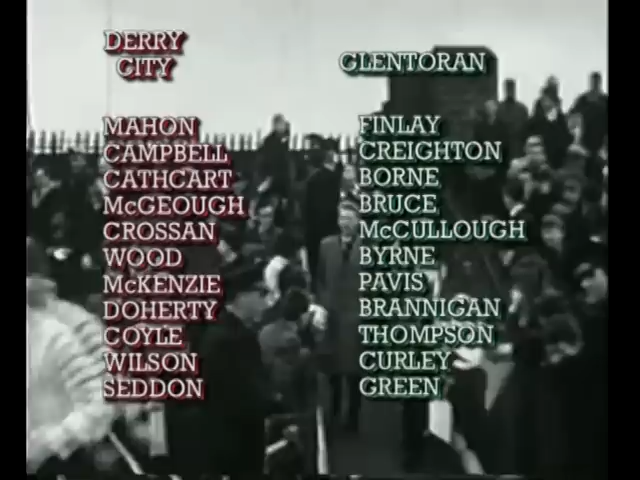 DERRY
CITY
MAHON
CAMPBELL
CATHCART
McGEOUGH
CROSSAN
WOOD
McKENZIE
DOHERTY
COYLE
WILSON
SEDDON
GLENTORAN
FINLAY
CREIGHTON
BORNE
BRUCE
McCULLOUGH
BYRNE
PAVIS
BRANNIGAN
THOMPSON
CURLEY
GREEN